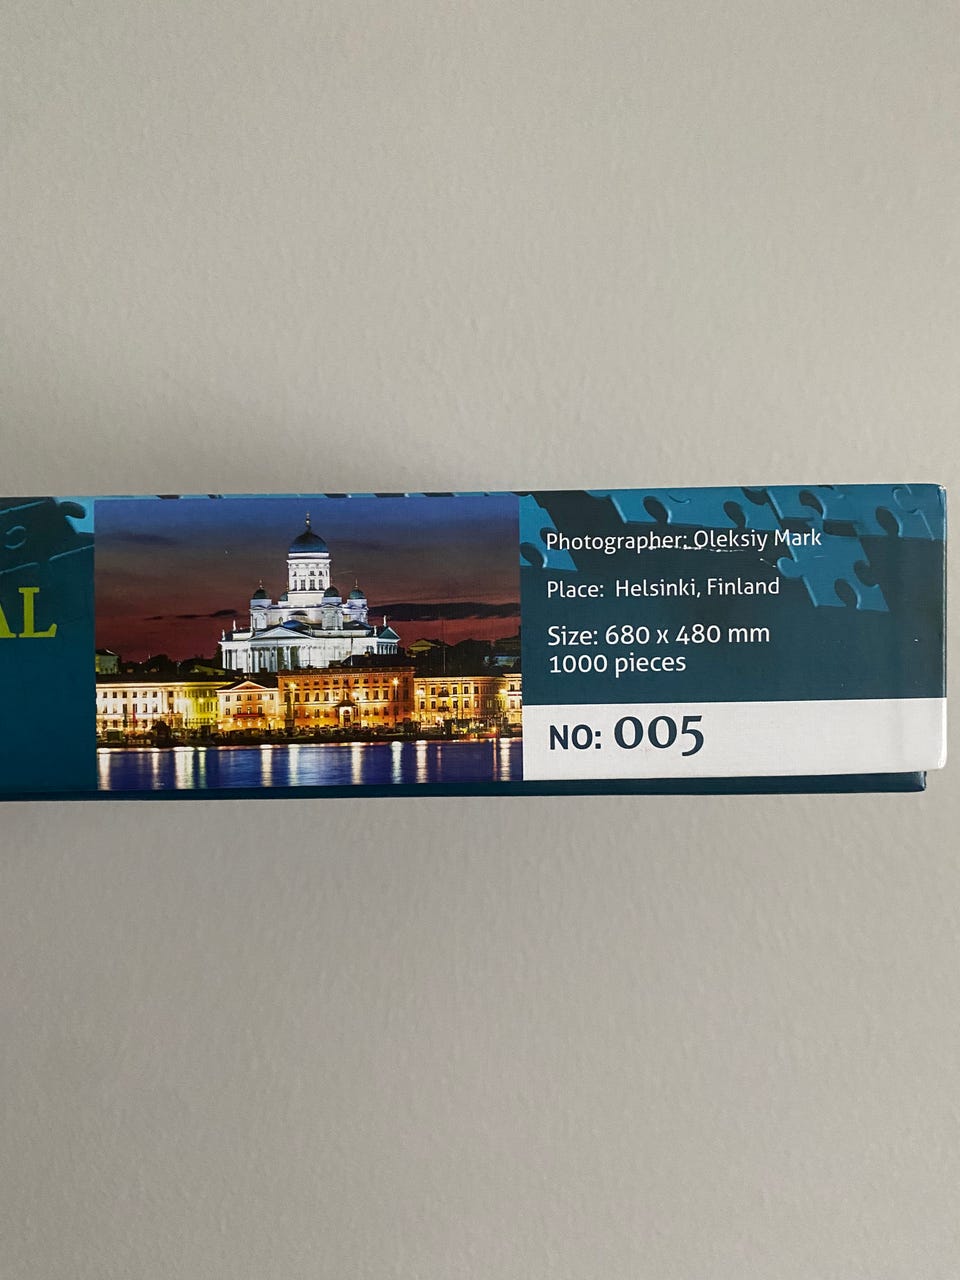 AL
Photographer: Oleksiy Mark
Place: Helsinki, Finland
Size: 680 x 480 mm
1000 pieces
NO: 005